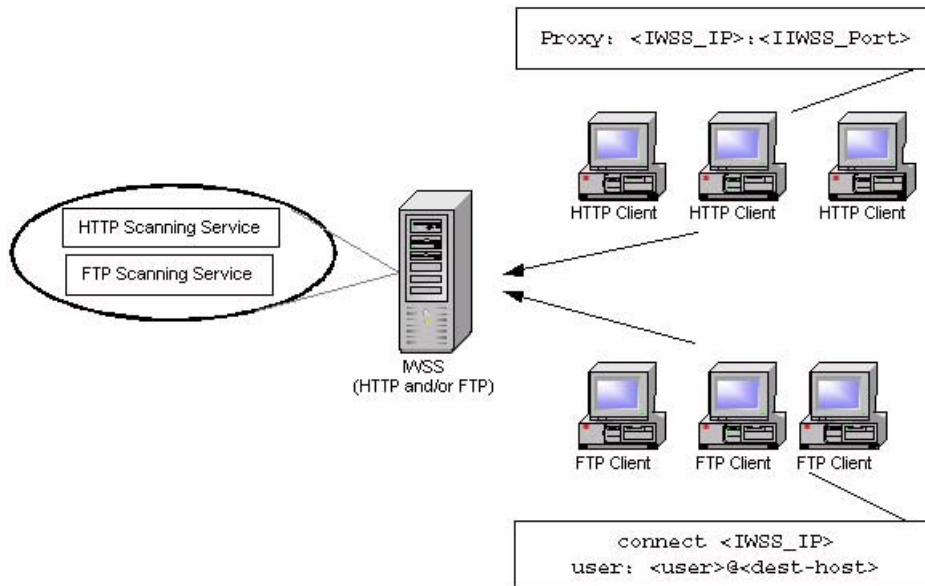 Proxy: <IWSS_IP>:<IIWSS_Port>
HTTP Client HTTP Client HTTP Client
HTTP Scanning Service
FTP Scanning Service
IWSS
(HTTP and/or FTP)
FTP Client FTP Client FTP Client
connect <IWSS_IP>
user: <user>@<dest-host>